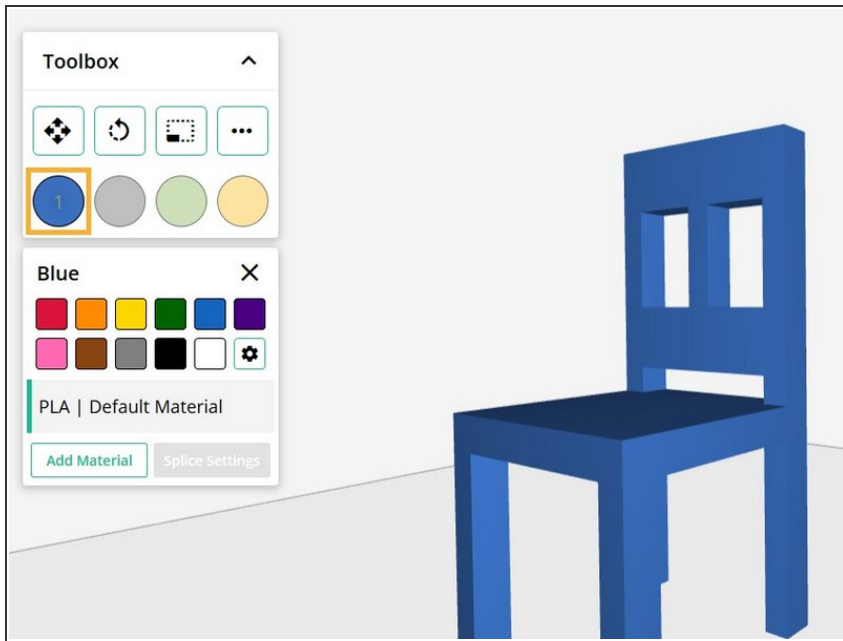 Toolbox
1
Blue
PLA | Default Material
Add Material
Splice Settings